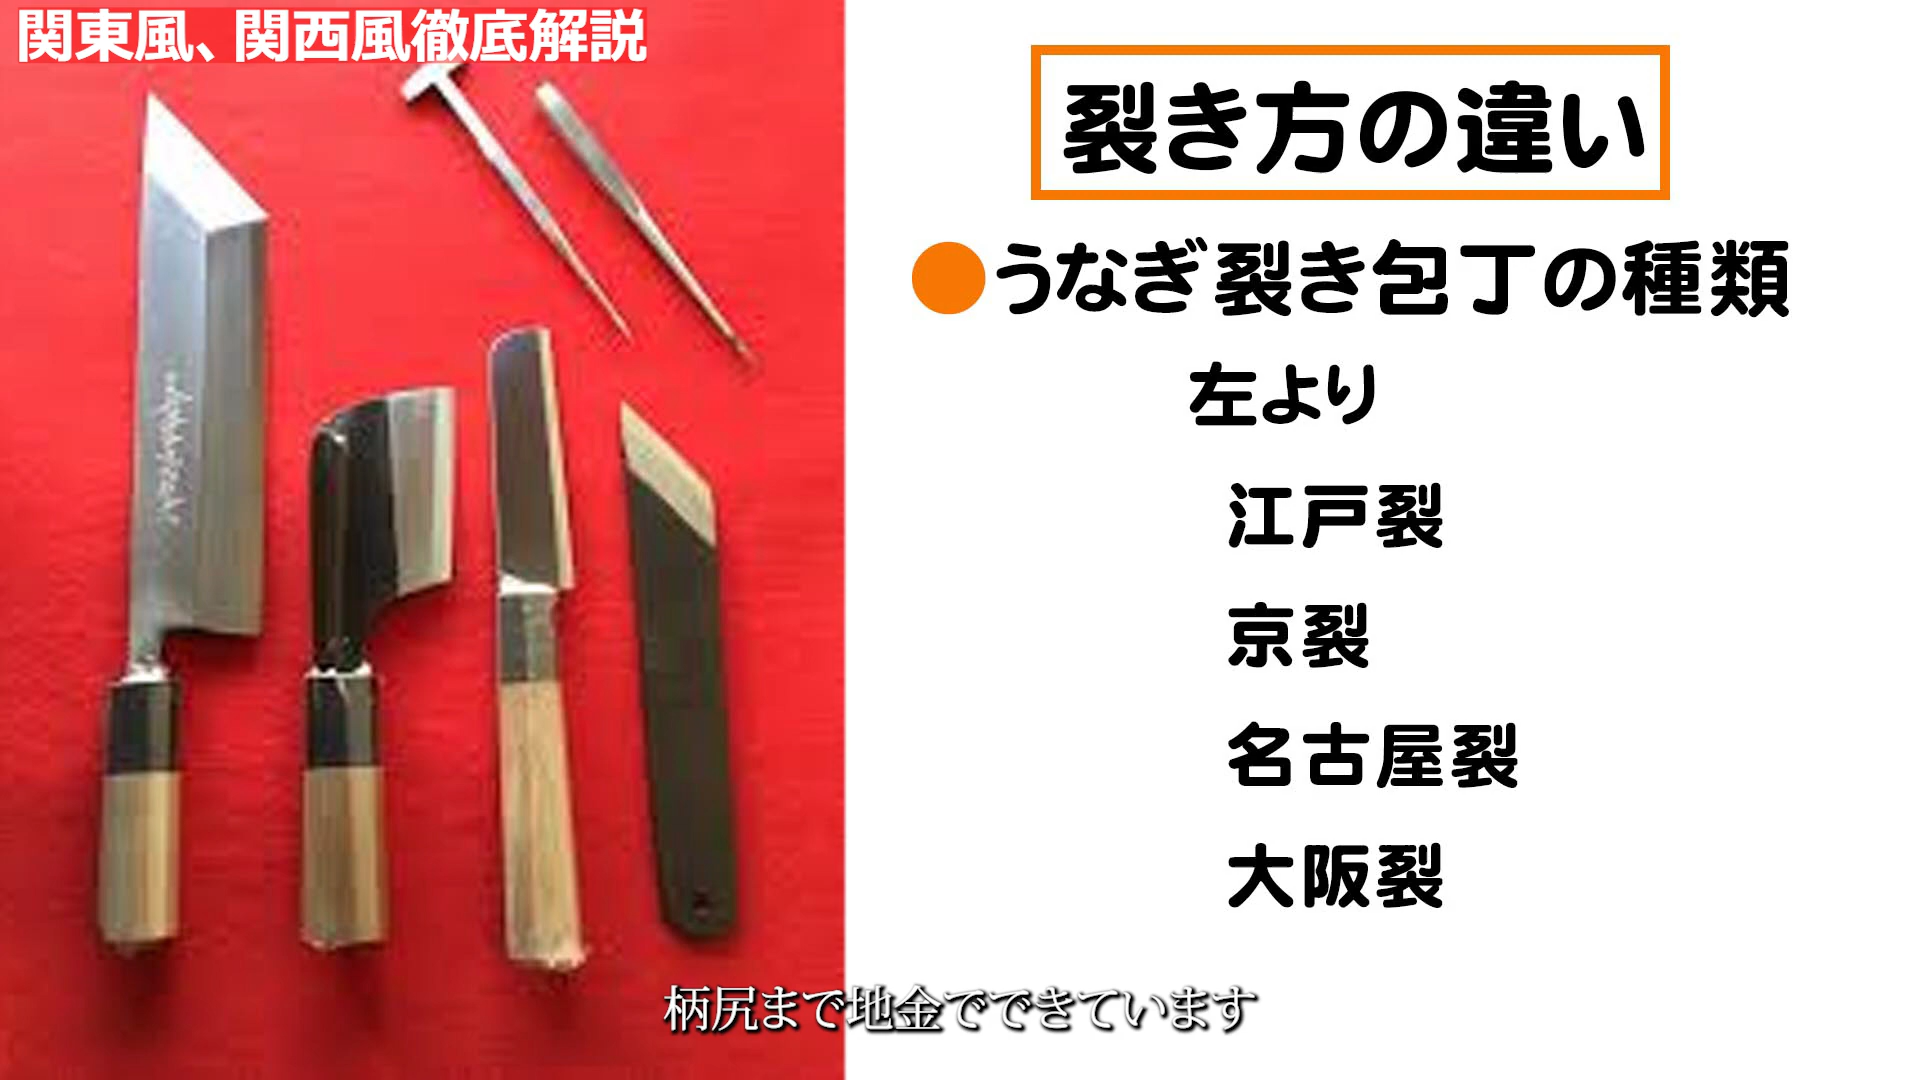 関東風、関西風徹底解説
裂き方の違い
●うなぎ裂き包丁の種類
左より
江戸裂
京裂
名古屋裂
大阪裂
柄尻まで地金でできています